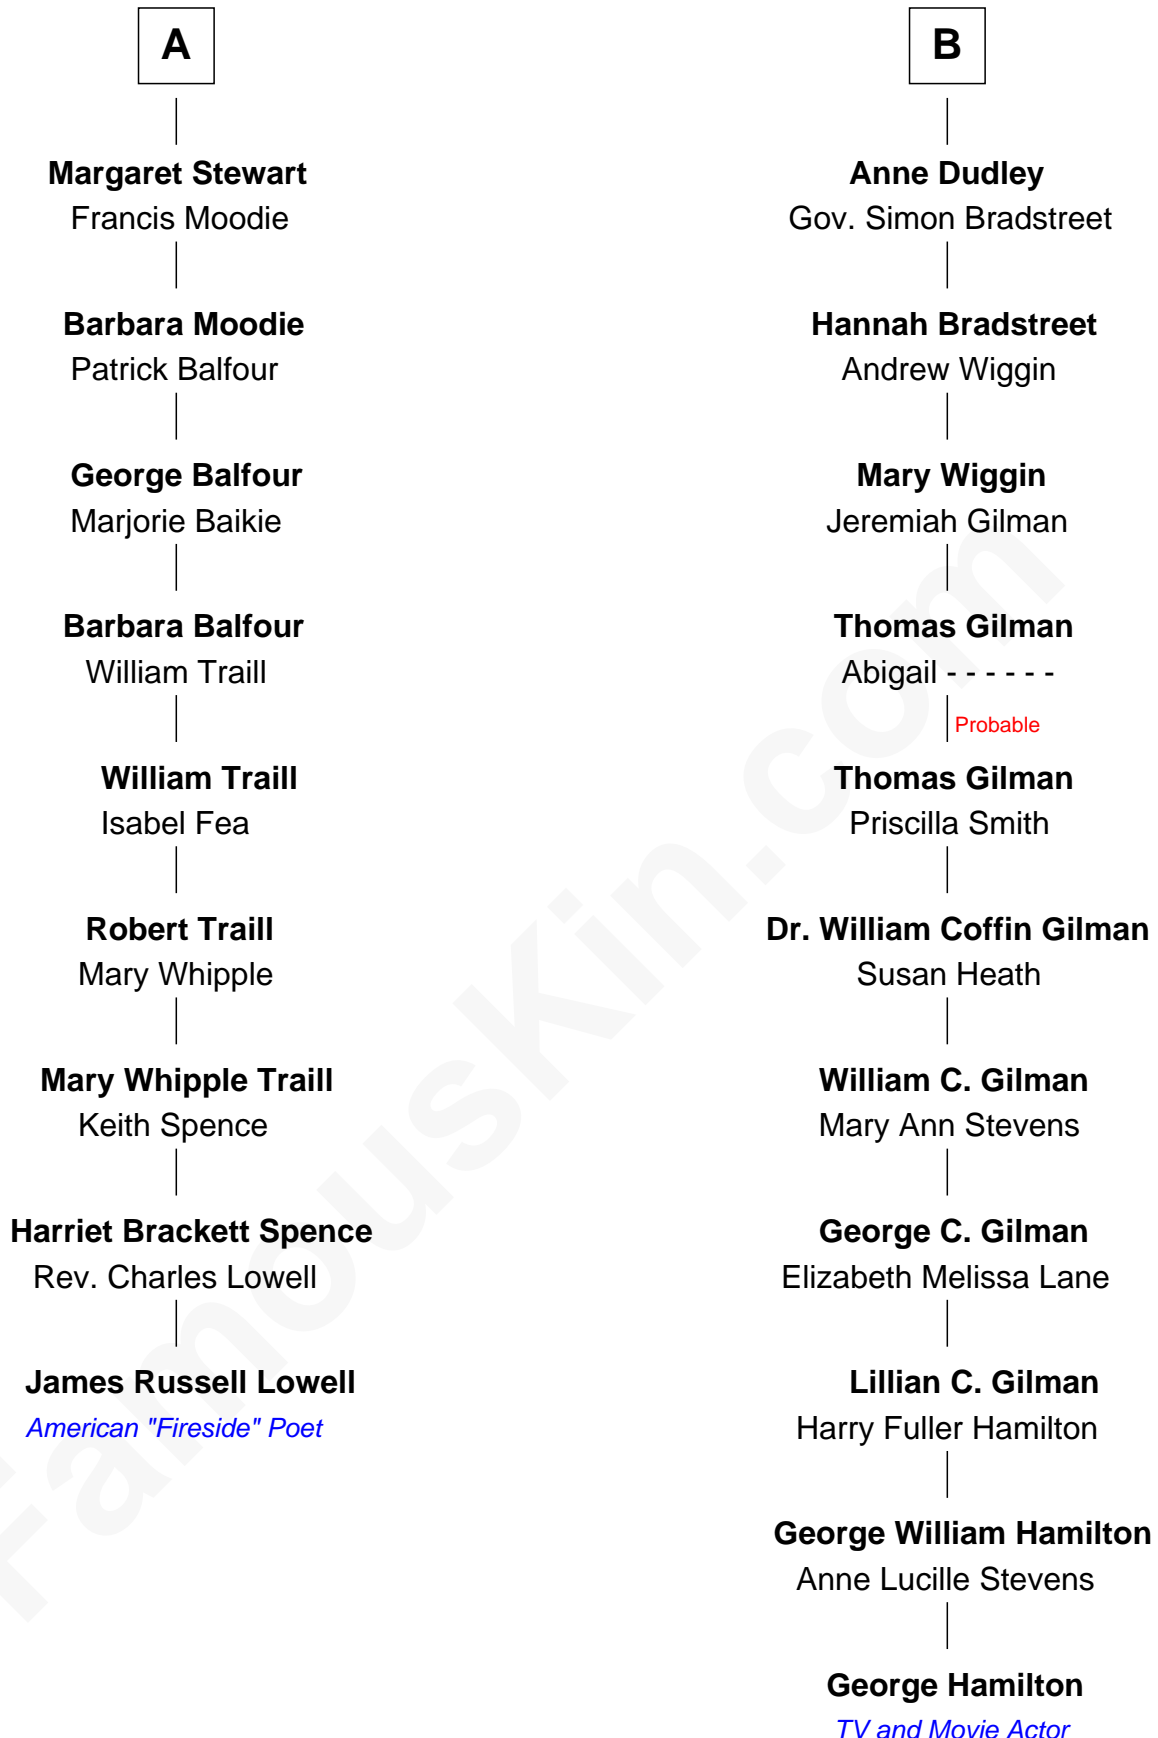 A
Margaret Stewart
Francis Moodie
Barbara Moodie
Patrick Balfour
George Balfour
Marjorie Baikie
Barbara Balfour
William Traill
William Traill
Isabel Fea
Robert Traill
Mary Whipple
Mary Whipple Traill
Keith Spence
Harriet Brackett Spence
Rev. Charles Lowell
James Russell Lowell
American "Fireside" Poet
B
Anne Dudley
Gov. Simon Bradstreet
Hannah Bradstreet
Andrew Wiggin
Mary Wiggin
Jeremiah Gilman
Thomas Gilman
Abigail - - - - - -
Probable
Thomas Gilman
Priscilla Smith
Dr. William Coffin Gilman
Susan Heath
William C. Gilman
Mary Ann Stevens
George C. Gilman
Elizabeth Melissa Lane
Lillian C. Gilman
Harry Fuller Hamilton
George William Hamilton
Anne Lucille Stevens
George Hamilton
TV and Movie Actor
FamousKin.com